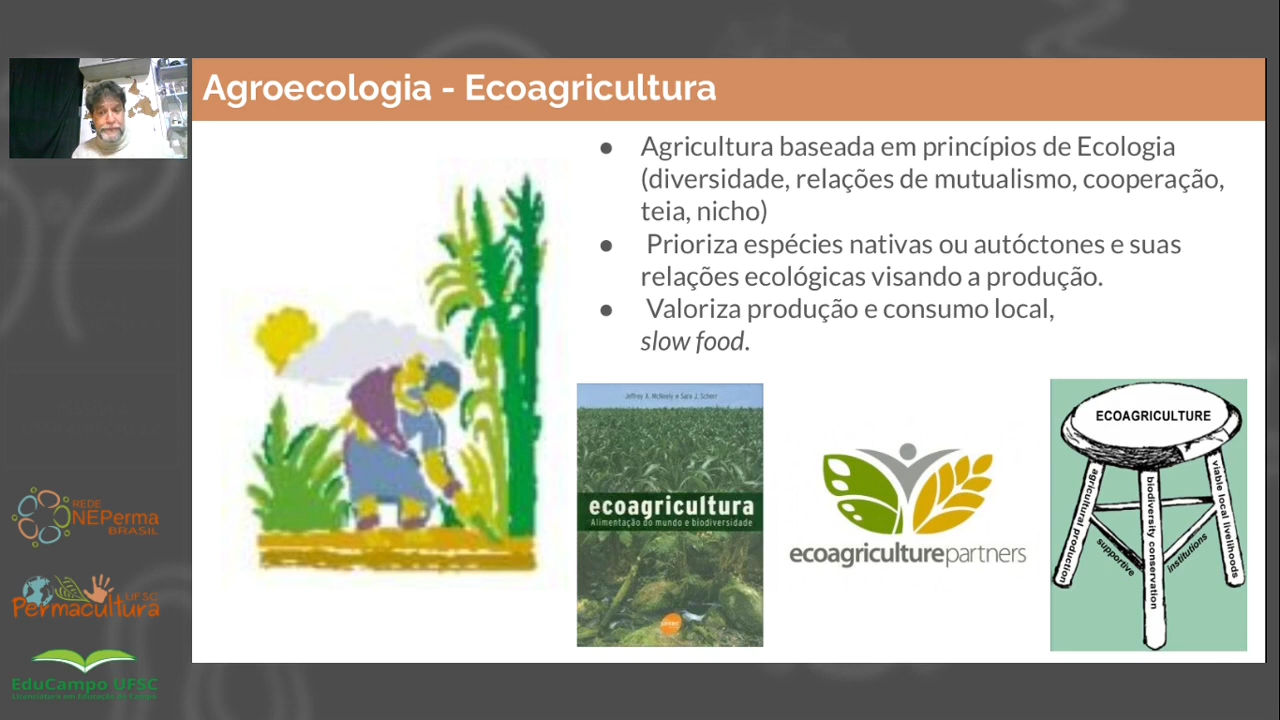 Agroecologia - Ecoagricultura
● Agricultura baseada em princípios de Ecologia
(diversidade, relações de mutualismo, cooperação,
teia, nicho)
● Prioriza espécies nativas ou autóctones e suas
relações ecológicas visando a produção.
● Valoriza produção e consumo local,
slow food.
Jeffrey A. McNeely e Sara J. Scherr
ecoagricultura
Alimentação do mundo e biodiversidade
ecoagriculturepartners
ECOAGRICULTURE
agricultural production
supportive
biodiversity conservation
institutions
viable local livelihoods
REDE
NEPerma
BRASIL
UFSC
Permacultura
EduCampo UFSC
Licenciatura em Educação do Campo